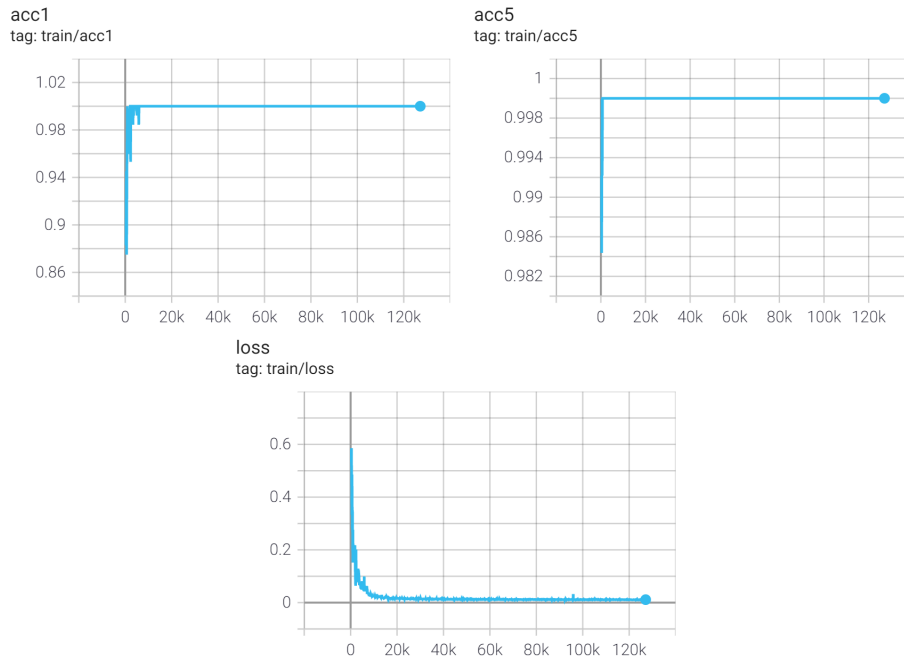 acc1
tag: train/acc1
1.02
0.98
0.94
0.9
0.86
0 20k 40k 60k 80k 100k 120k
acc5
tag: train/acc5
1
0.998
0.994
0.99
0.986
0.982
0 20k 40k 60k 80k 100k 120k
loss
tag: train/loss
0.6
0.4
0.2
0
0 20k 40k 60k 80k 100k 120k